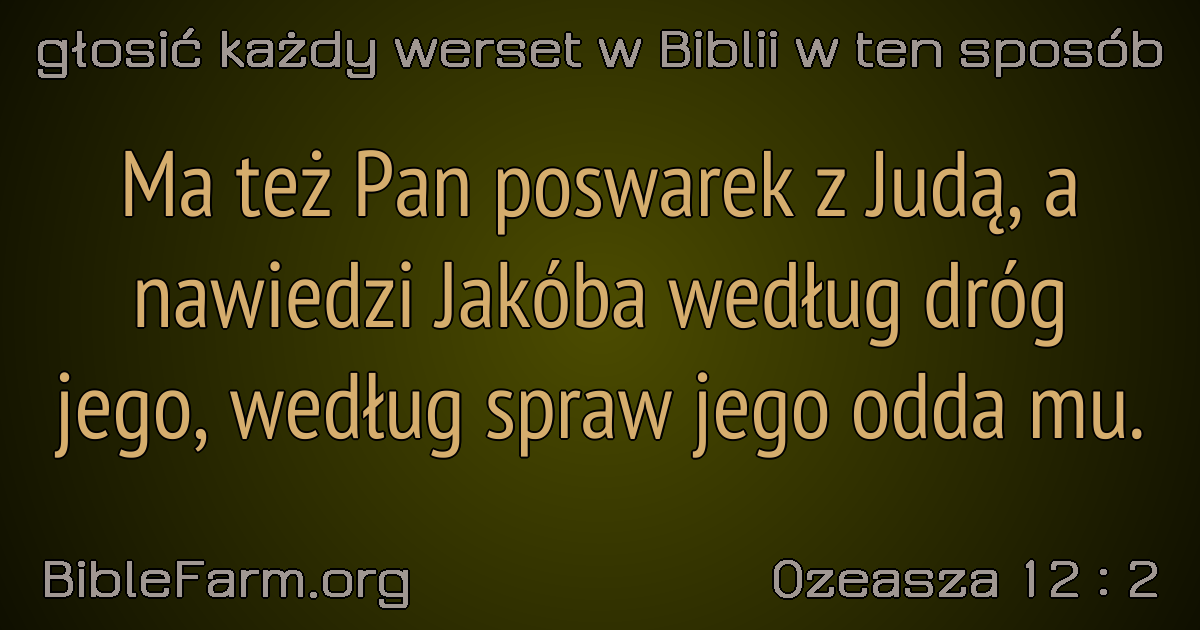 głosić każdy werset w Biblii w ten sposób
Ma też Pan poswarek z Judą, a
nawiedzi Jakóba według dróg
jego, według spraw jego odda mu.
BibleFarm.org
Ozeasza 12 : 2